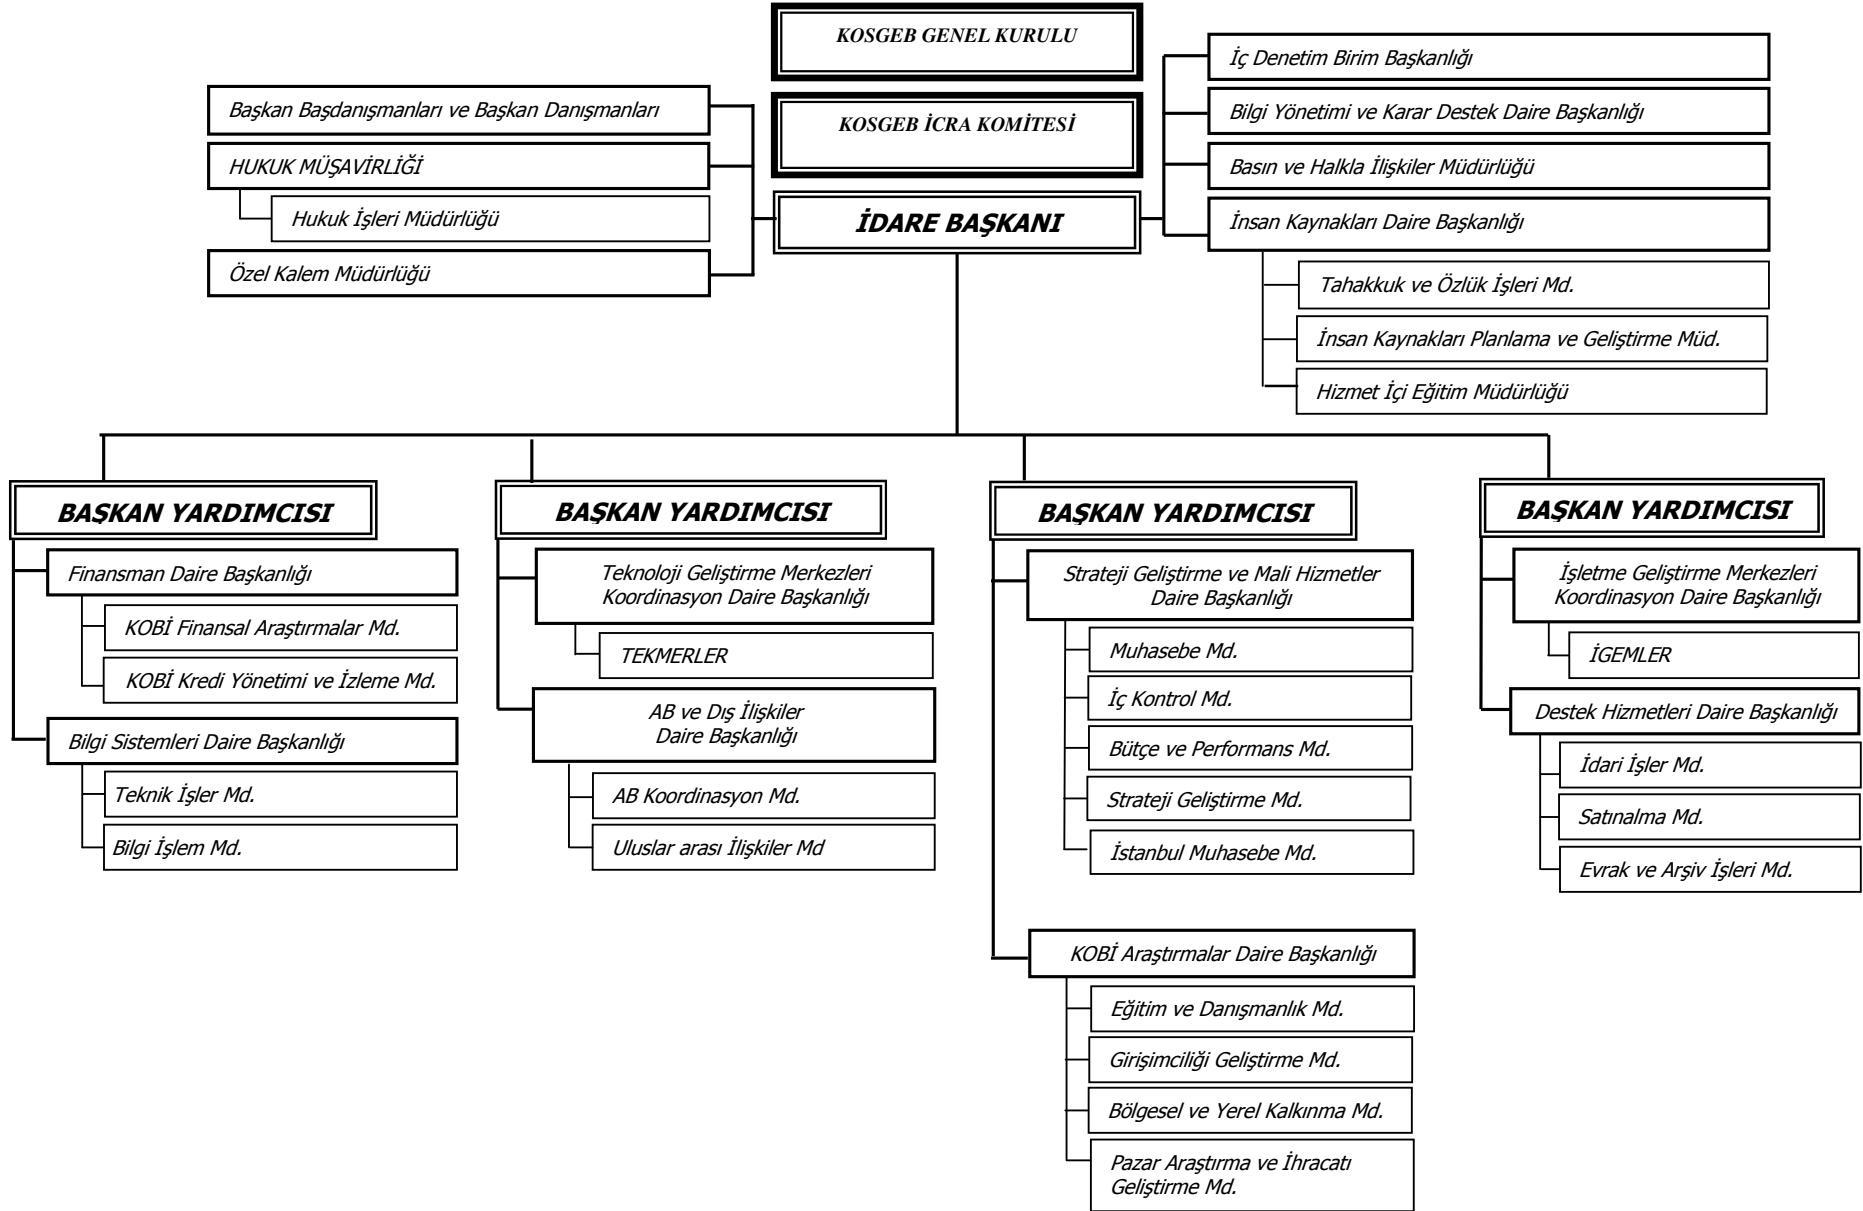 KOSGEB GENEL KURULU
KOSGEB İCRA KOMİTESİ
İDARE BAŞKANI
Başkan Başdanışmanları ve Başkan Danışmanları
HUKUK MÜŞAVİRLİĞİ
Hukuk İşleri Müdürlüğü
Özel Kalem Müdürlüğü
İç Denetim Birim Başkanlığı
Bilgi Yönetimi ve Karar Destek Daire Başkanlığı
Basın ve Halkla İlişkiler Müdürlüğü
İnsan Kaynakları Daire Başkanlığı
Tahakkuk ve Özlük İşleri Md.
İnsan Kaynakları Planlama ve Geliştirme Müd.
Hizmet İçi Eğitim Müdürlüğü
BAŞKAN YARDIMCISI
Finansman Daire Başkanlığı
KOBİ Finansal Araştırmalar Md.
KOBİ Kredi Yönetimi ve İzleme Md.
Bilgi Sistemleri Daire Başkanlığı
Teknik İşler Md.
Bilgi İşlem Md.
BAŞKAN YARDIMCISI
Teknoloji Geliştirme Merkezleri
Koordinasyon Daire Başkanlığı
TEKMERLER
AB ve Dış İlişkiler
Daire Başkanlığı
AB Koordinasyon Md.
Uluslar arası İlişkiler Md
BAŞKAN YARDIMCISI
Strateji Geliştirme ve Mali Hizmetler
Daire Başkanlığı
Muhasebe Md.
İç Kontrol Md.
Bütçe ve Performans Md.
Strateji Geliştirme Md.
İstanbul Muhasebe Md.
KOBİ Araştırmalar Daire Başkanlığı
Eğitim ve Danışmanlık Md.
Girişimciliği Geliştirme Md.
Bölgesel ve Yerel Kalkınma Md.
Pazar Araştırma ve İhracatı
Geliştirme Md.
BAŞKAN YARDIMCISI
İşletme Geliştirme Merkezleri
Koordinasyon Daire Başkanlığı
İGEMLER
Destek Hizmetleri Daire Başkanlığı
İdari İşler Md.
Satınalma Md.
Evrak ve Arşiv İşleri Md.